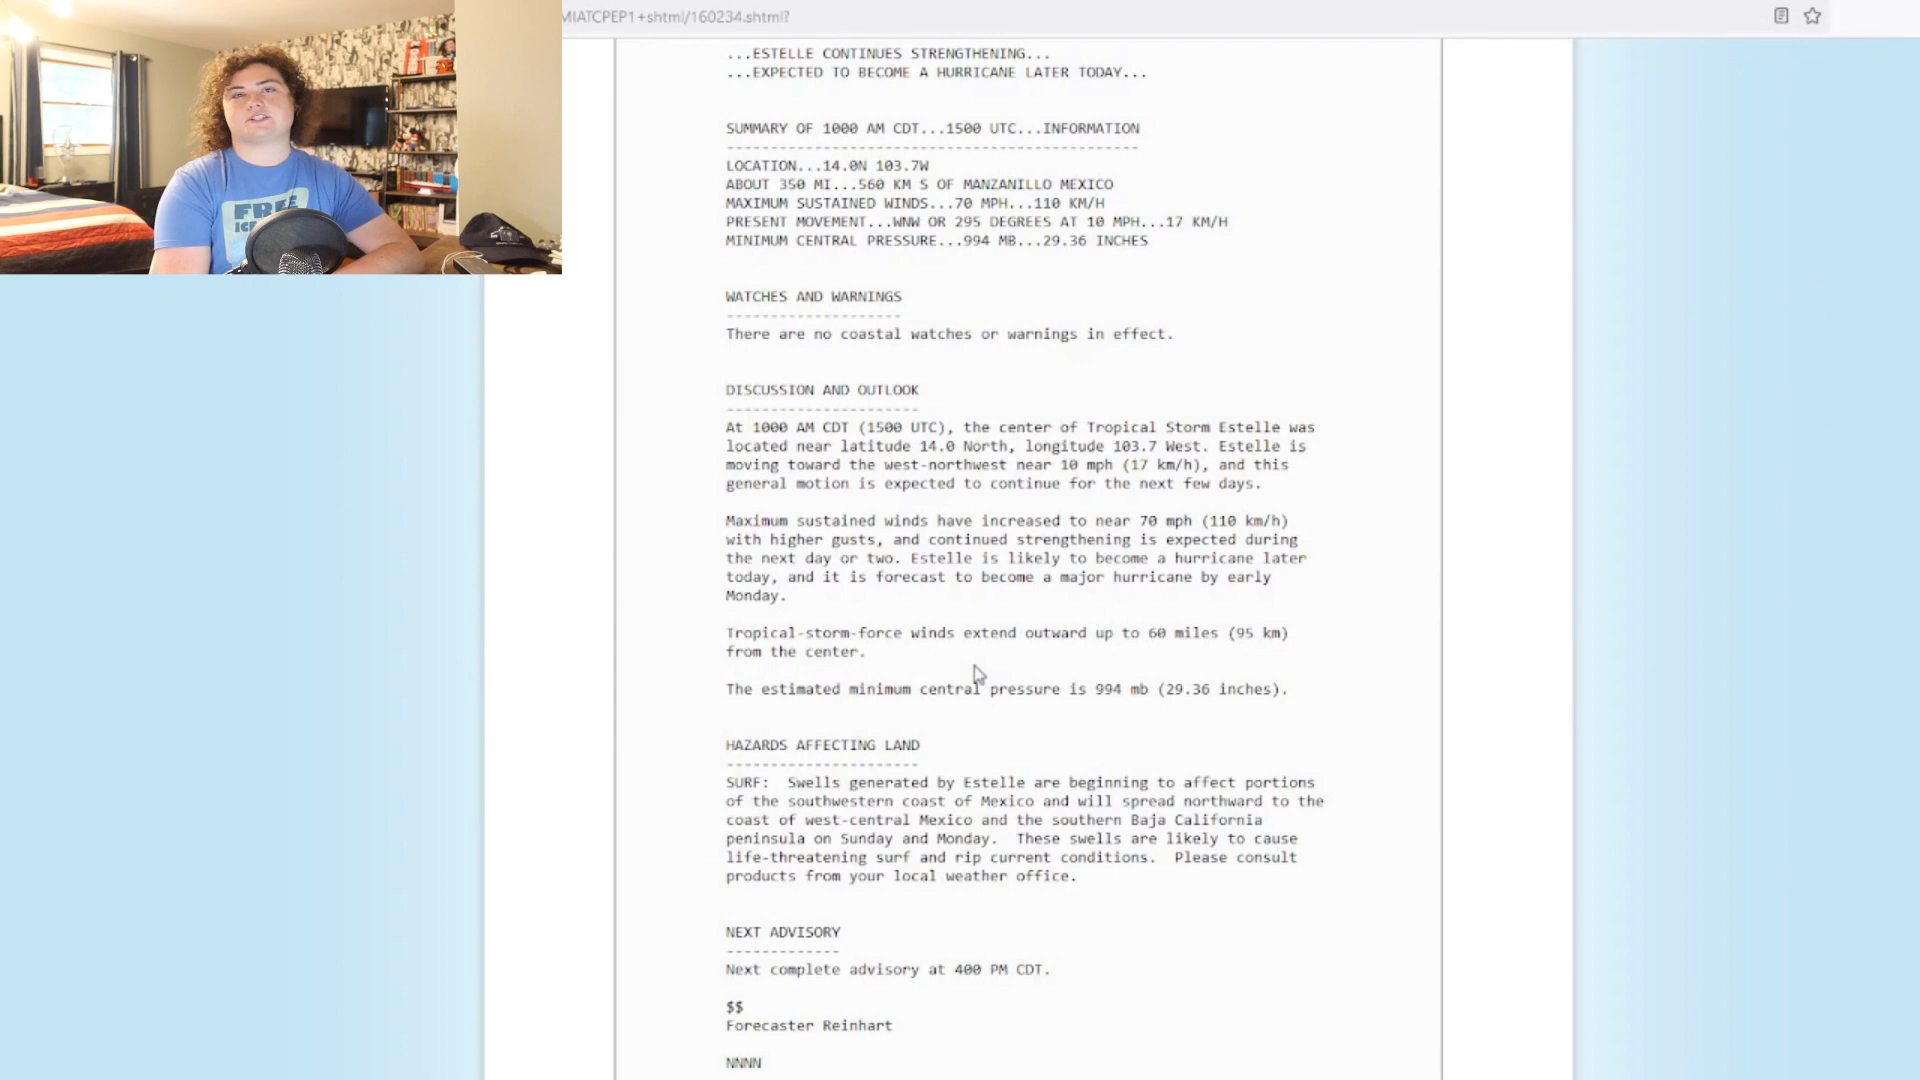 MIATCPEP1+shtml/160234.shtml?
FREE
...ESTELLE CONTINUES STRENGTHENING...
...EXPECTED TO BECOME A HURRICANE LATER TODAY...
SUMMARY OF 1000 AM CDT...1500 UTC...INFORMATION
-----------------------------------------------
LOCATION...14.0N 103.7W
ABOUT 350 MI...560 KM S OF MANZANILLO MEXICO
MAXIMUM SUSTAINED WINDS...70 MPH...110 KM/H
PRESENT MOVEMENT...WNW OR 295 DEGREES AT 10 MPH...17 KM/H
MINIMUM CENTRAL PRESSURE...994 MB...29.36 INCHES
WATCHES AND WARNINGS
--------------------
There are no coastal watches or warnings in effect.
DISCUSSION AND OUTLOOK
----------------------
At 1000 AM CDT (1500 UTC), the center of Tropical Storm Estelle was
located near latitude 14.0 North, longitude 103.7 West. Estelle is
moving toward the west-northwest near 10 mph (17 km/h), and this
general motion is expected to continue for the next few days.
Maximum sustained winds have increased to near 70 mph (110 km/h)
with higher gusts, and continued strengthening is expected during
the next day or two. Estelle is likely to become a hurricane later
today, and it is forecast to become a major hurricane by early
Monday.
Tropical-storm-force winds extend outward up to 60 miles (95 km)
from the center.
The estimated minimum central pressure is 994 mb (29.36 inches).
HAZARDS AFFECTING LAND
----------------------
SURF:  Swells generated by Estelle are beginning to affect portions
of the southwestern coast of Mexico and will spread northward to the
coast of west-central Mexico and the southern Baja California
peninsula on Sunday and Monday.  These swells are likely to cause
life-threatening surf and rip current conditions.  Please consult
products from your local weather office.
NEXT ADVISORY
-------------
Next complete advisory at 400 PM CDT.
$$
Forecaster Reinhart
NNNN